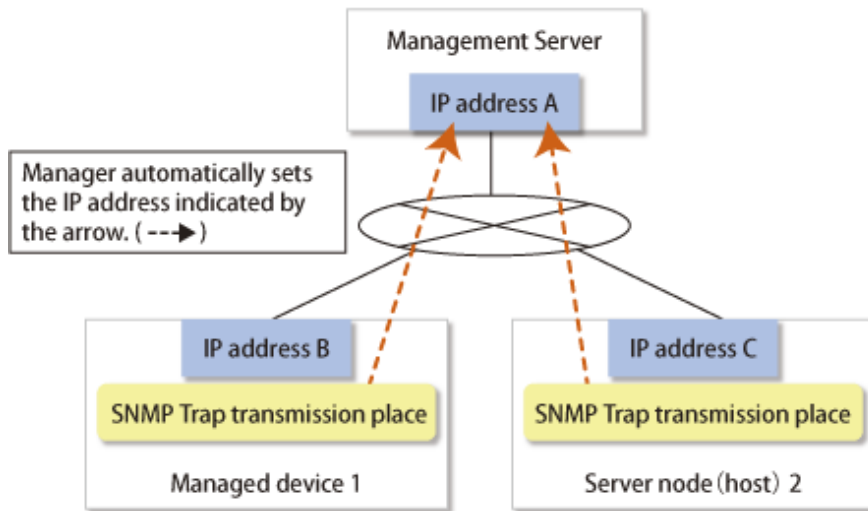 Management Server
IP address A
Manager automatically sets
the IP address indicated by
the arrow. ( ---▶ )
IP address B
IP address C
SNMP Trap transmission place
SNMP Trap transmission place
Managed device 1
Server node (host) 2